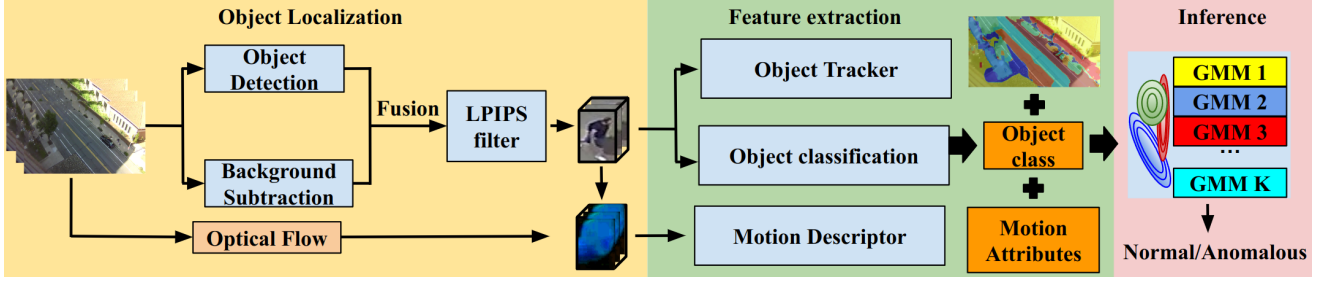 Object Localization
Object
Detection
Fusion
LPIPS
filter
Background
Subtraction
Optical Flow
Feature extraction
Object Tracker
Object classification
Motion Descriptor
Object
class
Motion
Attributes
Inference
GMM 1
GMM 2
GMM 3
...
GMM K
Normal/Anomalous